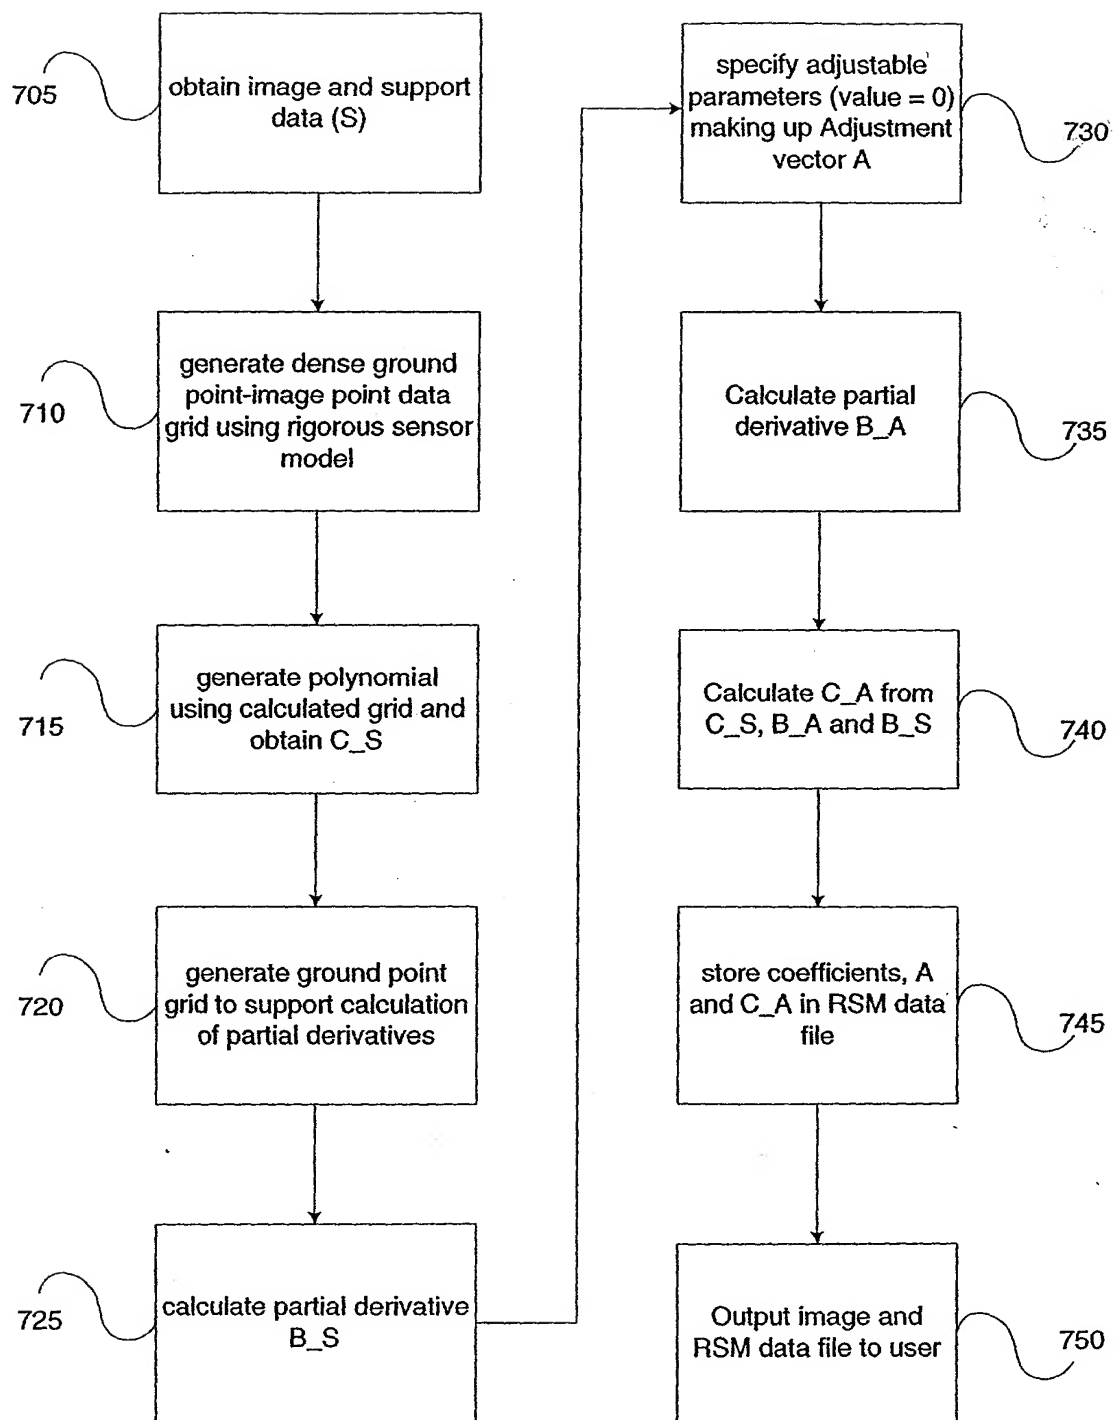 705
obtain image and support
data (S)
710
generate dense ground
point-image point data
grid using rigorous sensor
model
715
generate polynomial
using calculated grid and
obtain C_S
720
generate ground point
grid to support calculation
of partial derivatives
725
calculate partial derivative
B_S
specify adjustable
parameters (value = 0)
making up Adjustment
vector A
730
Calculate partial
derivative B_A
735
Calculate C_A from
C_S, B_A and B_S
740
store coefficients, A
and C_A in RSM data
file
745
Output image and
RSM data file to user
750